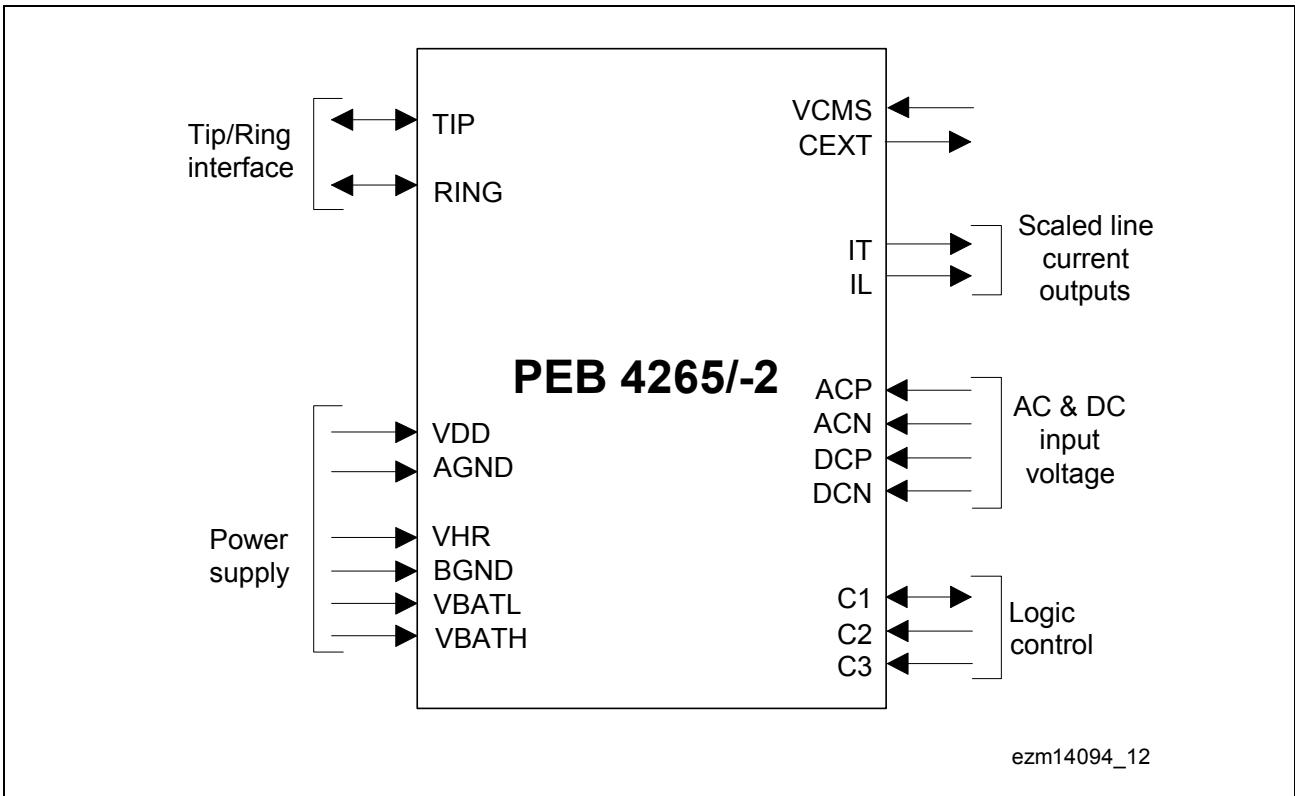 Tip/Ring
interface
TIP
RING
VCMS
CEXT
IT
IL
Scaled line
current
outputs
PEB 4265/-2
Power
supply
VDD
AGND
VHR
BGND
VBATL
VBATH
ACP
ACN
DCP
DCN
AC & DC
input
voltage
C1
C2
C3
Logic
control
ezm14094_12